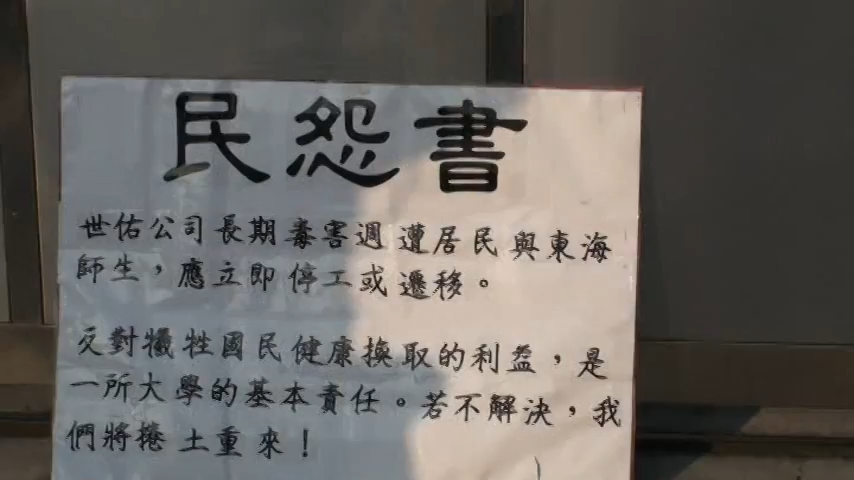 民怨書
世佑公司長期毒害週遭居民與東海
師生，應立即停工或遷移。
反對犧牲國民健康換取的利益，是
一所大學的基本責任。若不解決，我
們將捲土重來！